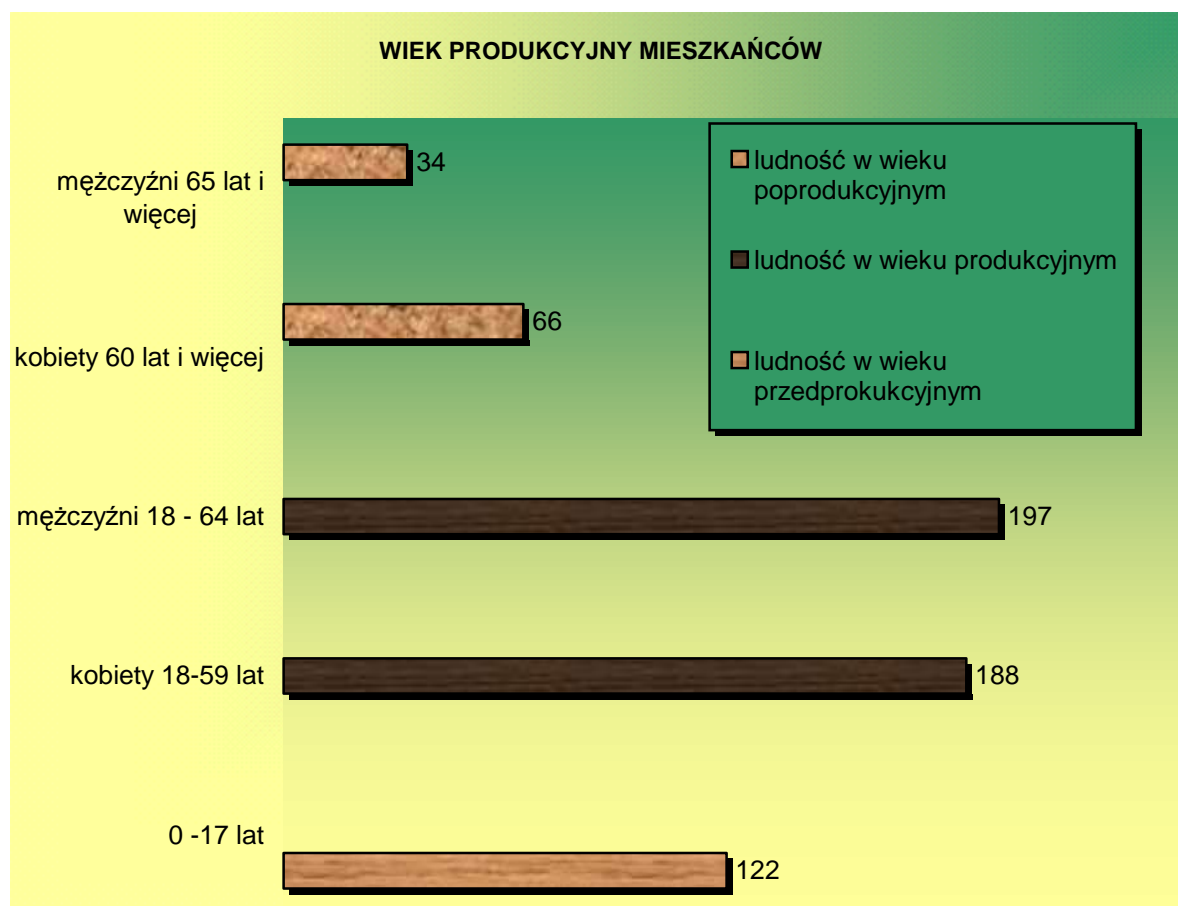 WIEK PRODUKCYJNY MIESZKAŃCÓW
mężczyźni 65 lat i
więcej
34
kobiety 60 lat i więcej
66
mężczyźni 18 - 64 lat
197
kobiety 18-59 lat
188
0 -17 lat
122
ludność w wieku
poprodukcyjnym
ludność w wieku produkcyjnym
ludność w wieku
przedprokukcyjnym